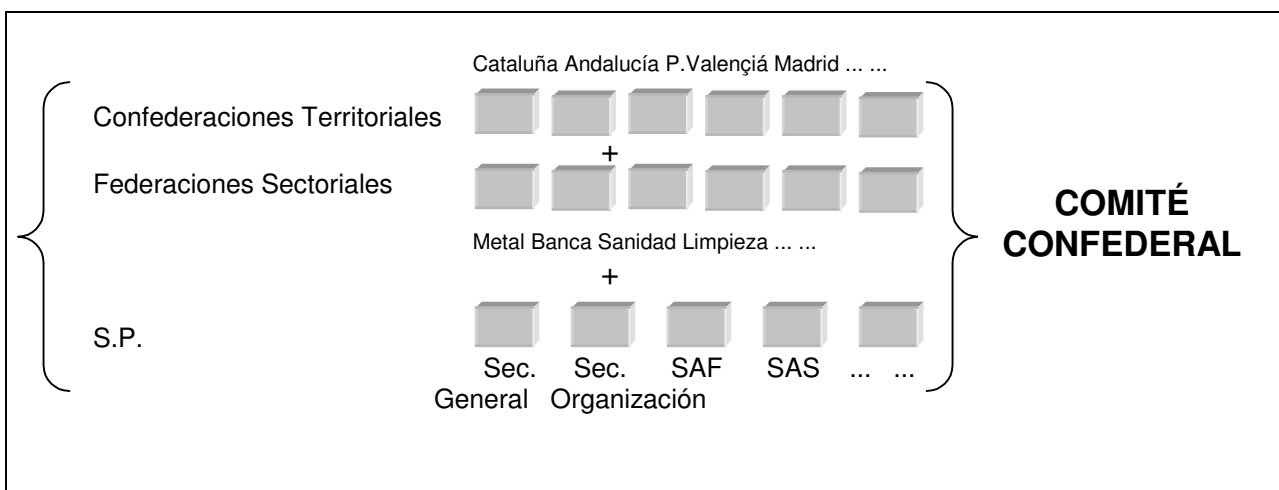 Cataluña Andalucía P.Valençiá Madrid ... ...
Confederaciones Territoriales
+
Federaciones Sectoriales
Metal Banca Sanidad Limpieza ... ...
+
S.P.
Sec. Sec. SAF SAS ... ...
General Organización
COMITÉ
CONFEDERAL